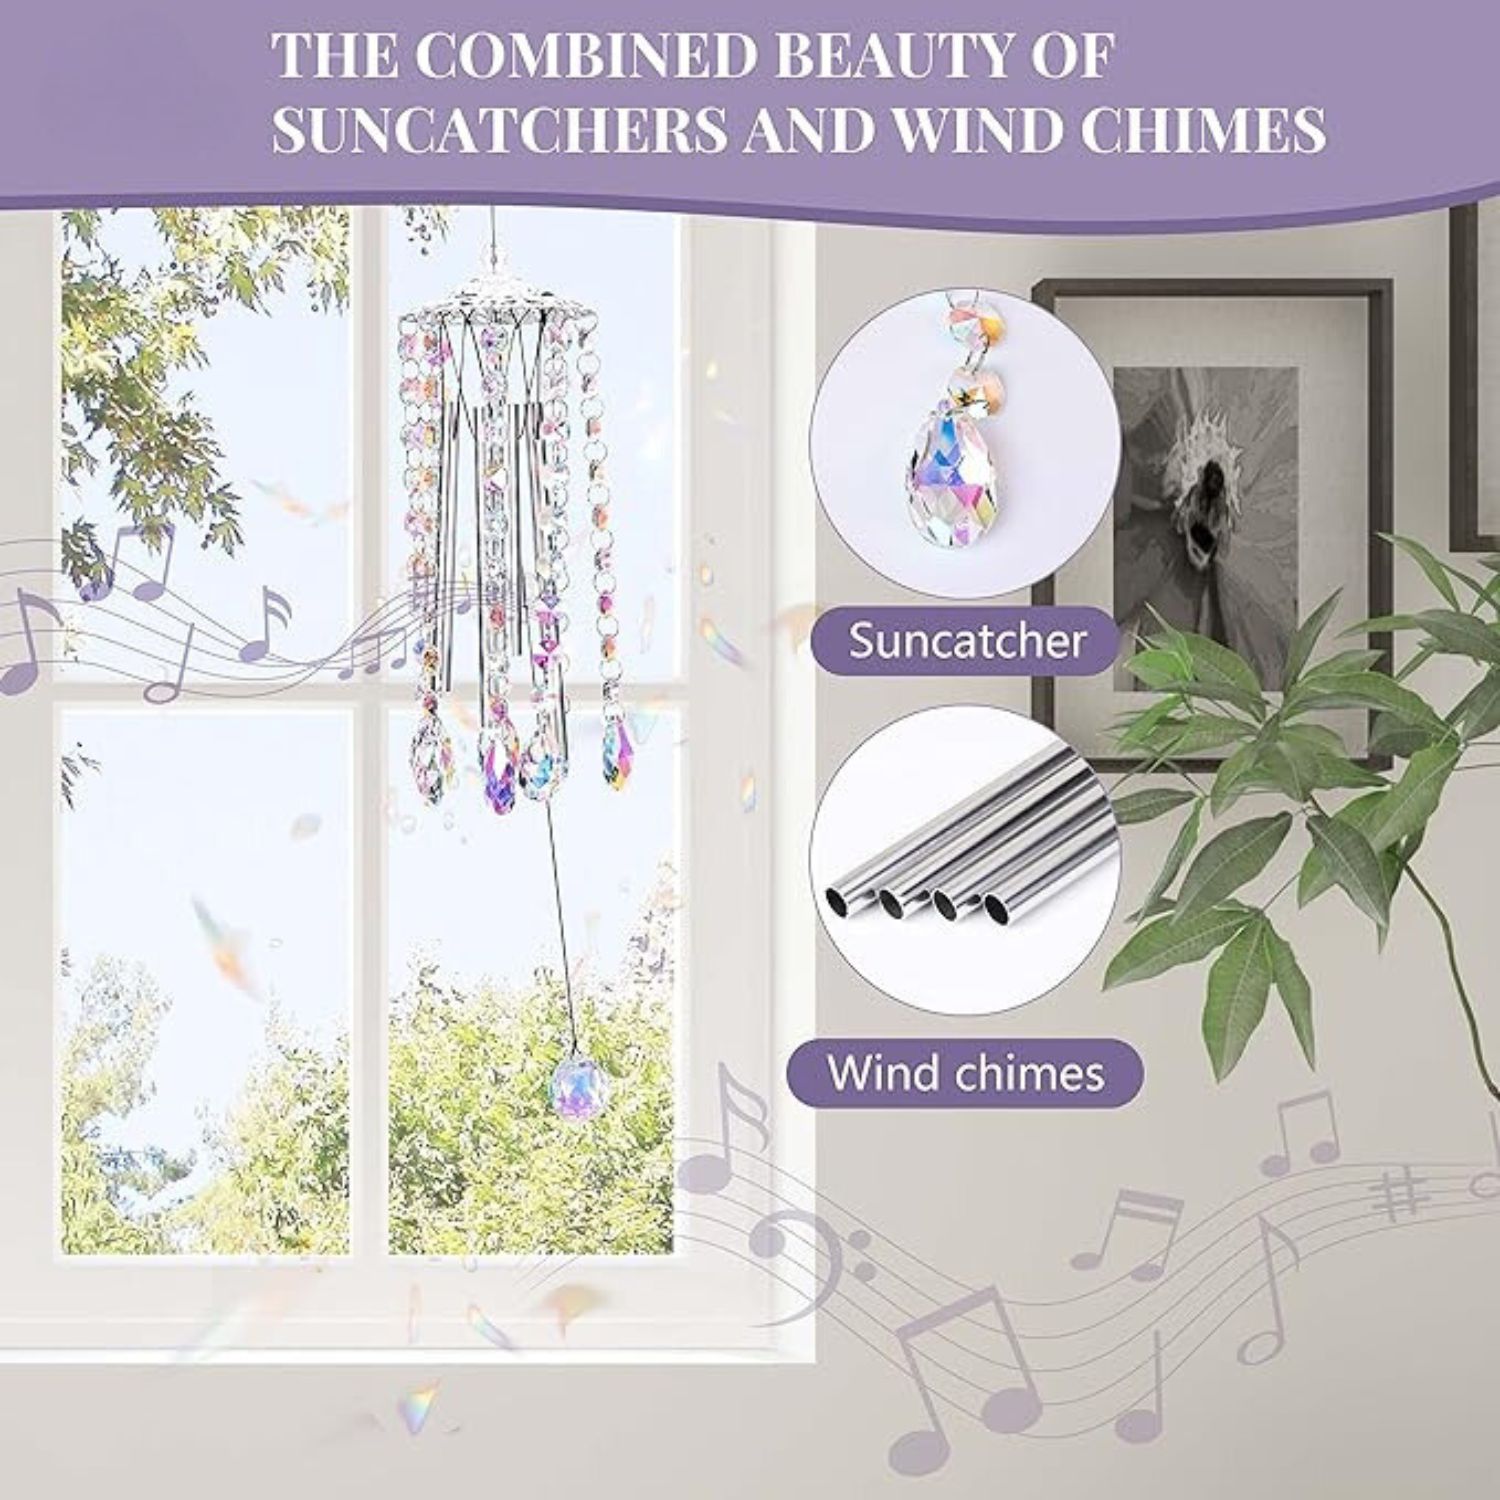 THE COMBINED BEAUTY OF
SUNCATCHERS AND WIND CHIMES
Suncatcher
Wind chimes